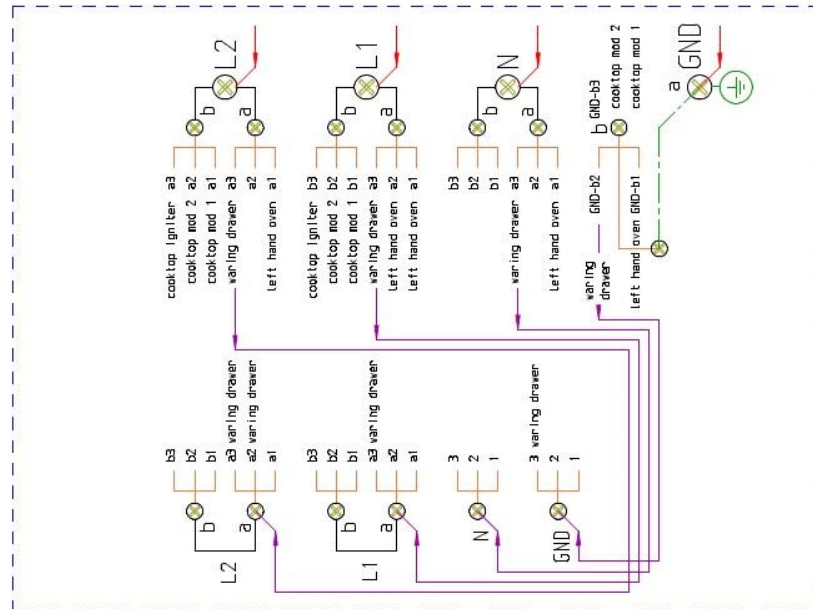 L2
b
a
cooktop igniter a3
cooktop mod 2 a2
cooktop mod 1 a1
waring drawer a3
a2
left hand oven a1
L1
b
a
cooktop igniter b3
cooktop mod 2 b2
cooktop mod 1 b1
waring drawer a3
left hand oven a2
left hand oven a1
N
b
a
b3
b2
b1
waring drawer a3
a2
left hand oven a1
GND
a
b
GND-b3
cooktop mod 2
cooktop mod 1
GND-b2
waring
drawer
left hand oven GND-b1
L2
b
a
b3
b2
b1
a3 waring drawer
a2 waring drawer
a1
L1
b
a
b3
b2
b1
a3 waring drawer
a2
a1
N
3
2
1
GND
3 waring drawer
2
1